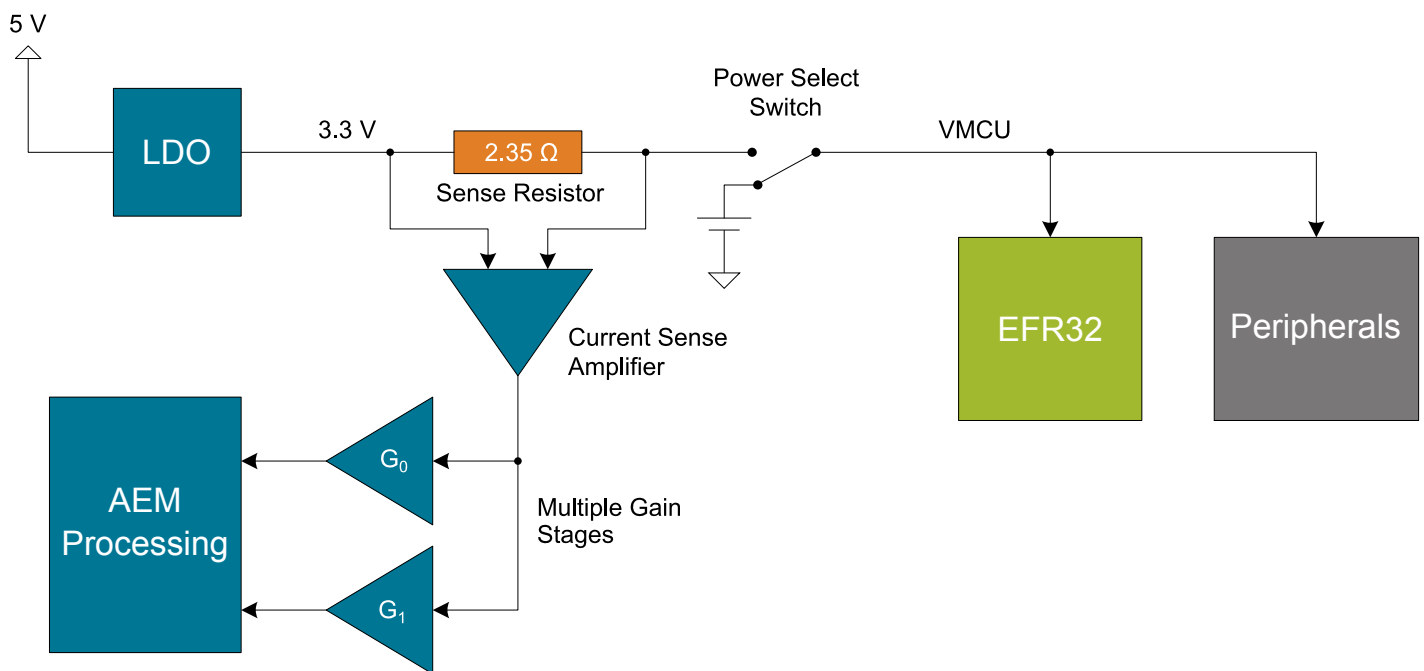 5 V
Power Select
Switch
LDO
3.3 V
2.35 Ω
VMCU
Sense Resistor
EFR32
Peripherals
Current Sense
Amplifier
AEM
Processing
G₀
Multiple Gain
Stages
G₁